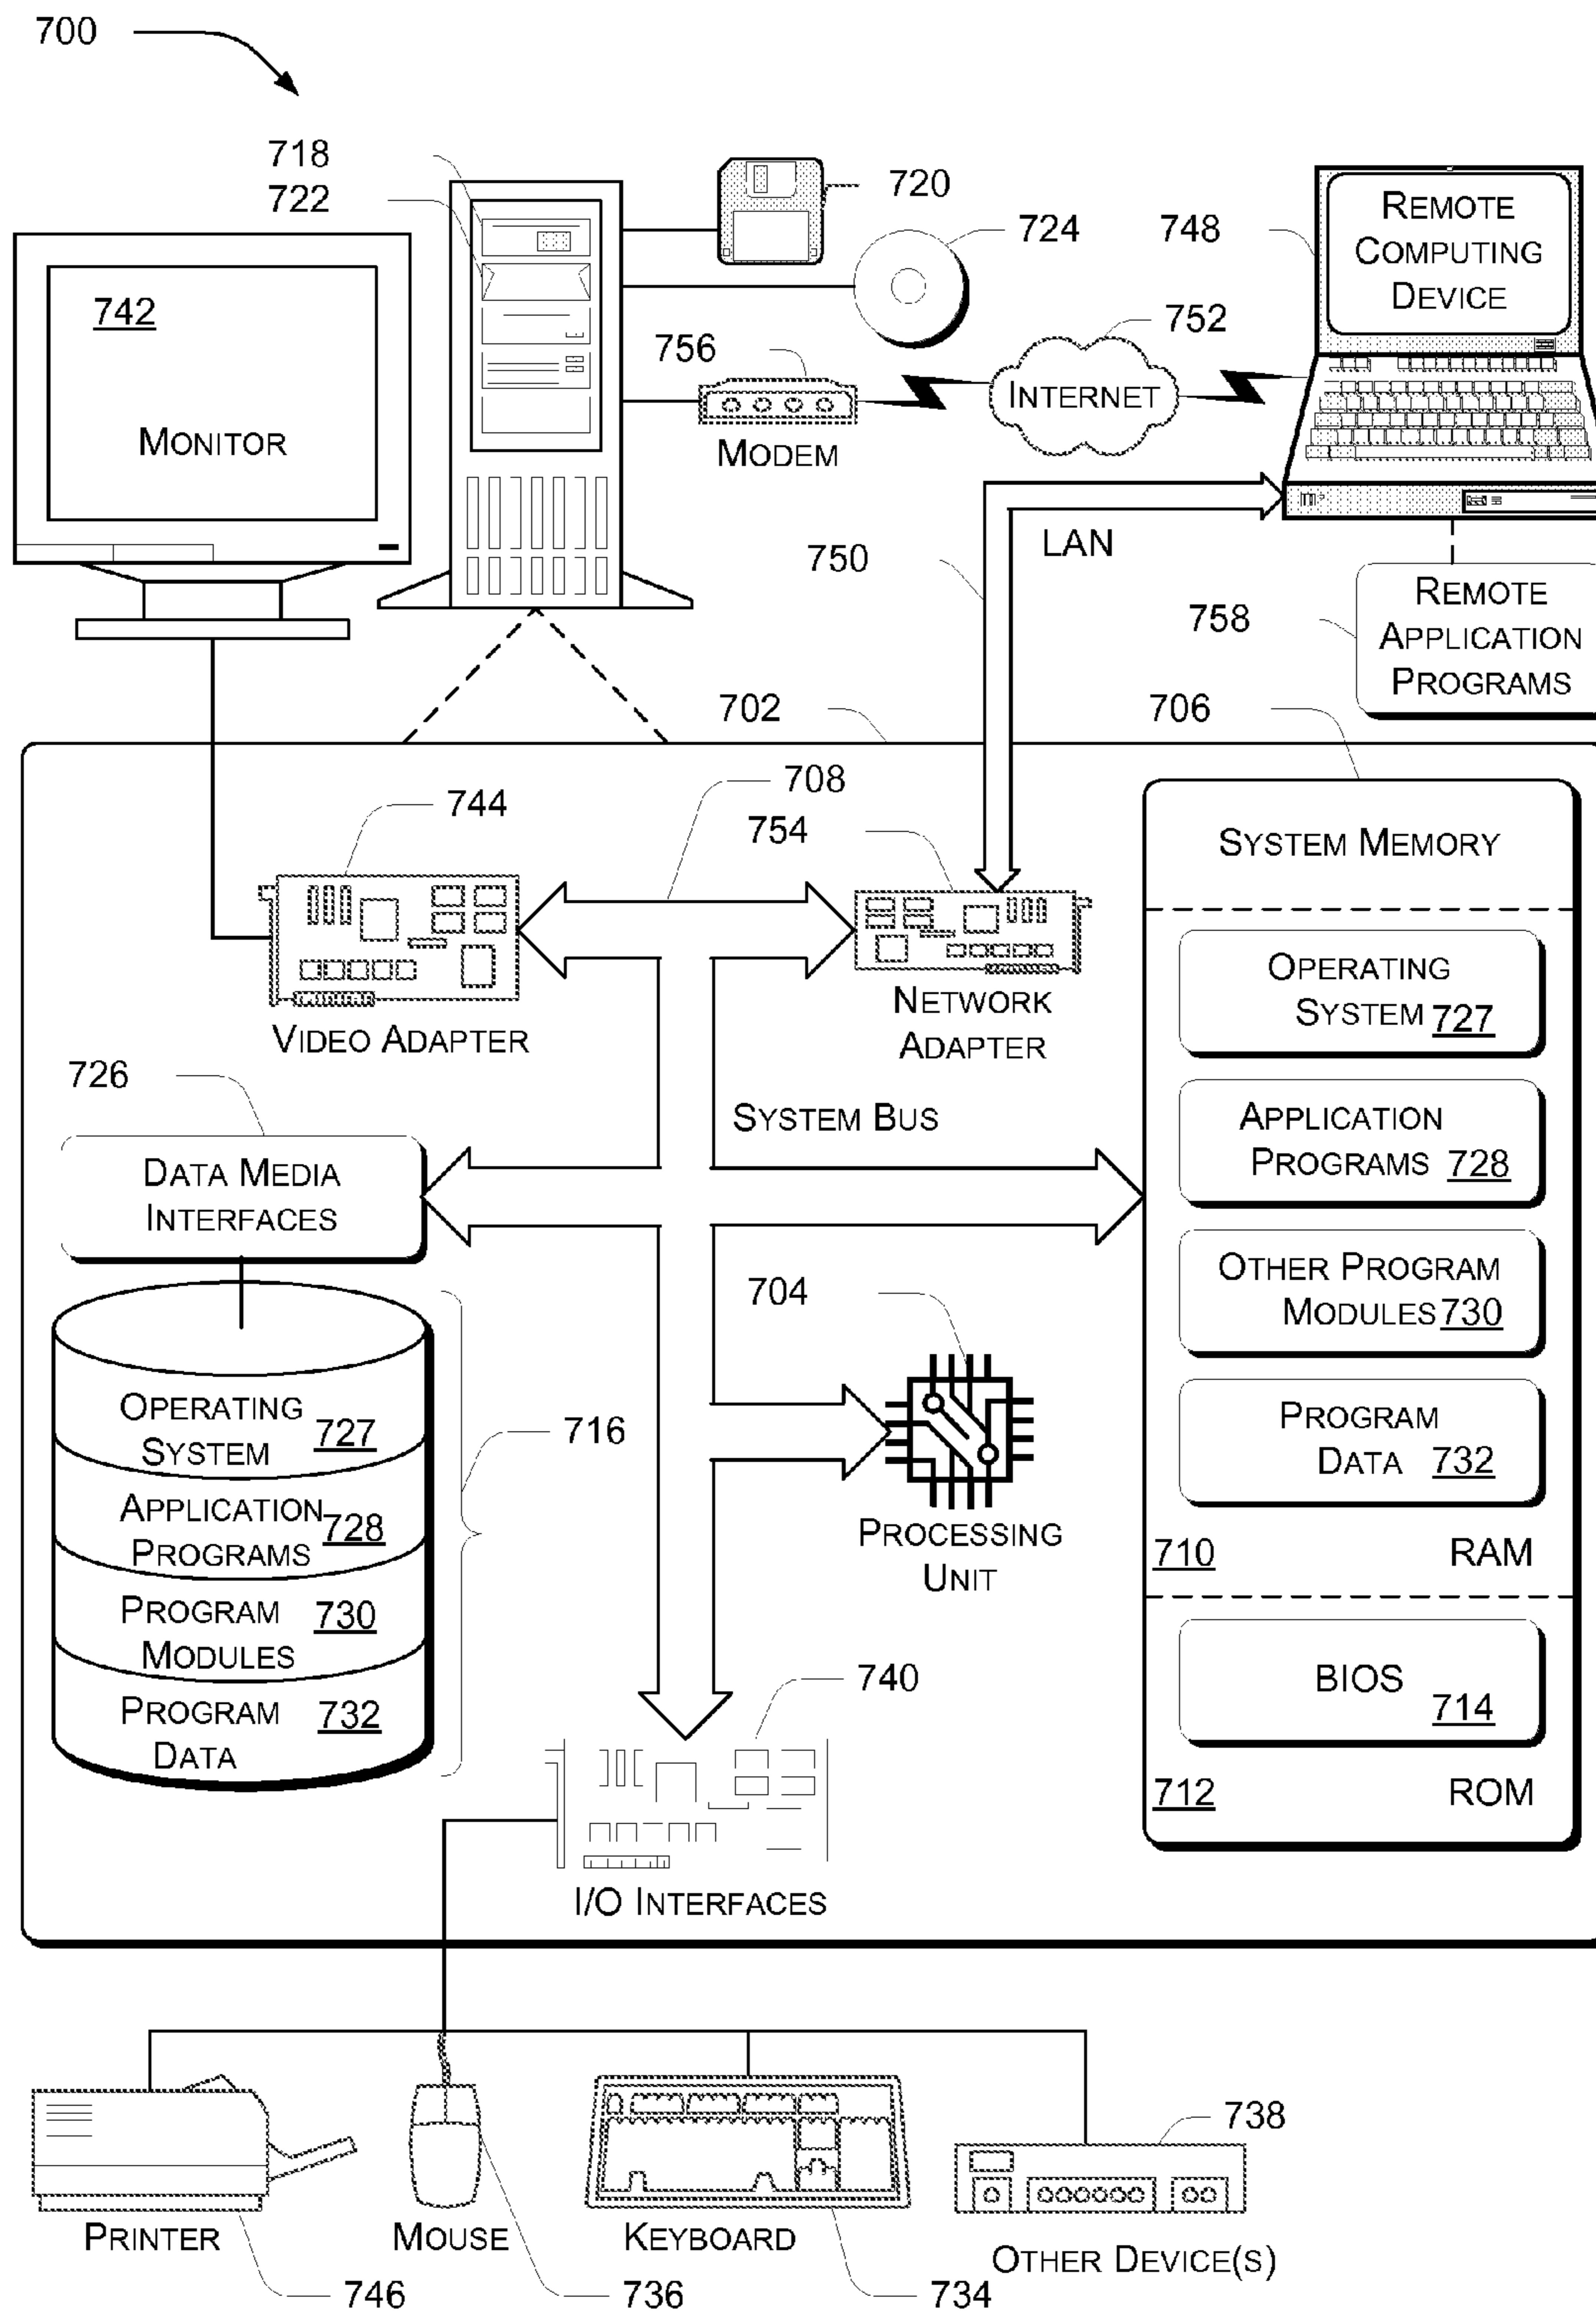 700
718
722
720
724
748
REMOTE
COMPUTING
DEVICE
742
MONITOR
756
MODEM
752
INTERNET
750
LAN
758
REMOTE
APPLICATION
PROGRAMS
702
706
708
744
754
VIDEO ADAPTER
NETWORK
ADAPTER
SYSTEM MEMORY
OPERATING
SYSTEM 727
APPLICATION
PROGRAMS 728
OTHER PROGRAM
MODULES 730
PROGRAM
DATA 732
710 RAM
BIOS
714
712 ROM
726
SYSTEM BUS
DATA MEDIA
INTERFACES
704
PROCESSING
UNIT
OPERATING
SYSTEM 727
APPLICATION
PROGRAMS 728
PROGRAM
MODULES 730
PROGRAM
DATA 732
716
740
I/O INTERFACES
738
PRINTER
MOUSE
KEYBOARD
OTHER DEVICE(S)
746
736
734